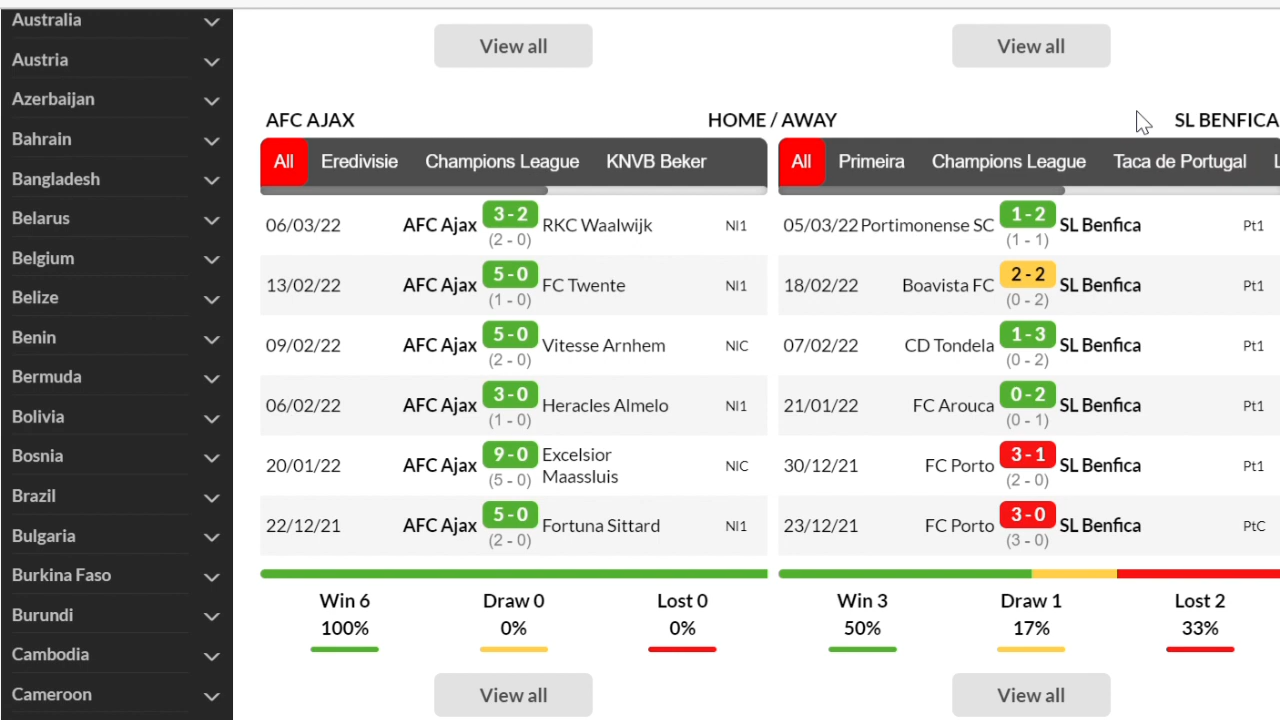 Australia
Austria
Azerbaijan
Bahrain
Bangladesh
Belarus
Belgium
Belize
Benin
Bermuda
Bolivia
Bosnia
Brazil
Bulgaria
Burkina Faso
Burundi
Cambodia
Cameroon
View all View all
AFC AJAX HOME / AWAY SL BENFICA
All Eredivisie Champions League KNVB Beker
06/03/22 AFC Ajax 3 - 2 RKC Waalwijk Nl1
(2 - 0)
13/02/22 AFC Ajax 5 - 0 FC Twente Nl1
(1 - 0)
09/02/22 AFC Ajax 5 - 0 Vitesse Arnhem NlC
(2 - 0)
06/02/22 AFC Ajax 3 - 0 Heracles Almelo Nl1
(1 - 0)
20/01/22 AFC Ajax 9 - 0 Excelsior Maassluis NlC
(5 - 0)
22/12/21 AFC Ajax 5 - 0 Fortuna Sittard Nl1
(2 - 0)
Win 6 Draw 0 Lost 0
100% 0% 0%
View all
All Primeira Champions League Taca de Portugal L
05/03/22 Portimonense SC 1 - 2 SL Benfica Pt1
(1 - 1)
18/02/22 Boavista FC 2 - 2 SL Benfica Pt1
(0 - 2)
07/02/22 CD Tondela 1 - 3 SL Benfica Pt1
(0 - 2)
21/01/22 FC Arouca 0 - 2 SL Benfica Pt1
(0 - 1)
30/12/21 FC Porto 3 - 1 SL Benfica Pt1
(2 - 0)
23/12/21 FC Porto 3 - 0 SL Benfica PtC
(3 - 0)
Win 3 Draw 1 Lost 2
50% 17% 33%
View all